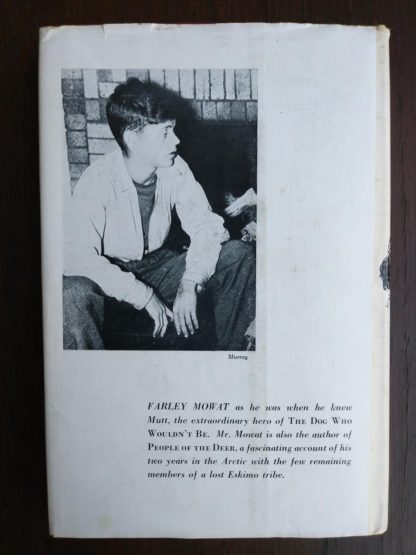 Murray
FARLEY MOWAT as he was when he knew
Mutt, the extraordinary hero of THE DOG WHO
WOULDN'T BE. Mr. Mowat is also the author of
PEOPLE OF THE DEER, a fascinating account of his
two years in the Arctic with the few remaining
members of a lost Eskimo tribe.